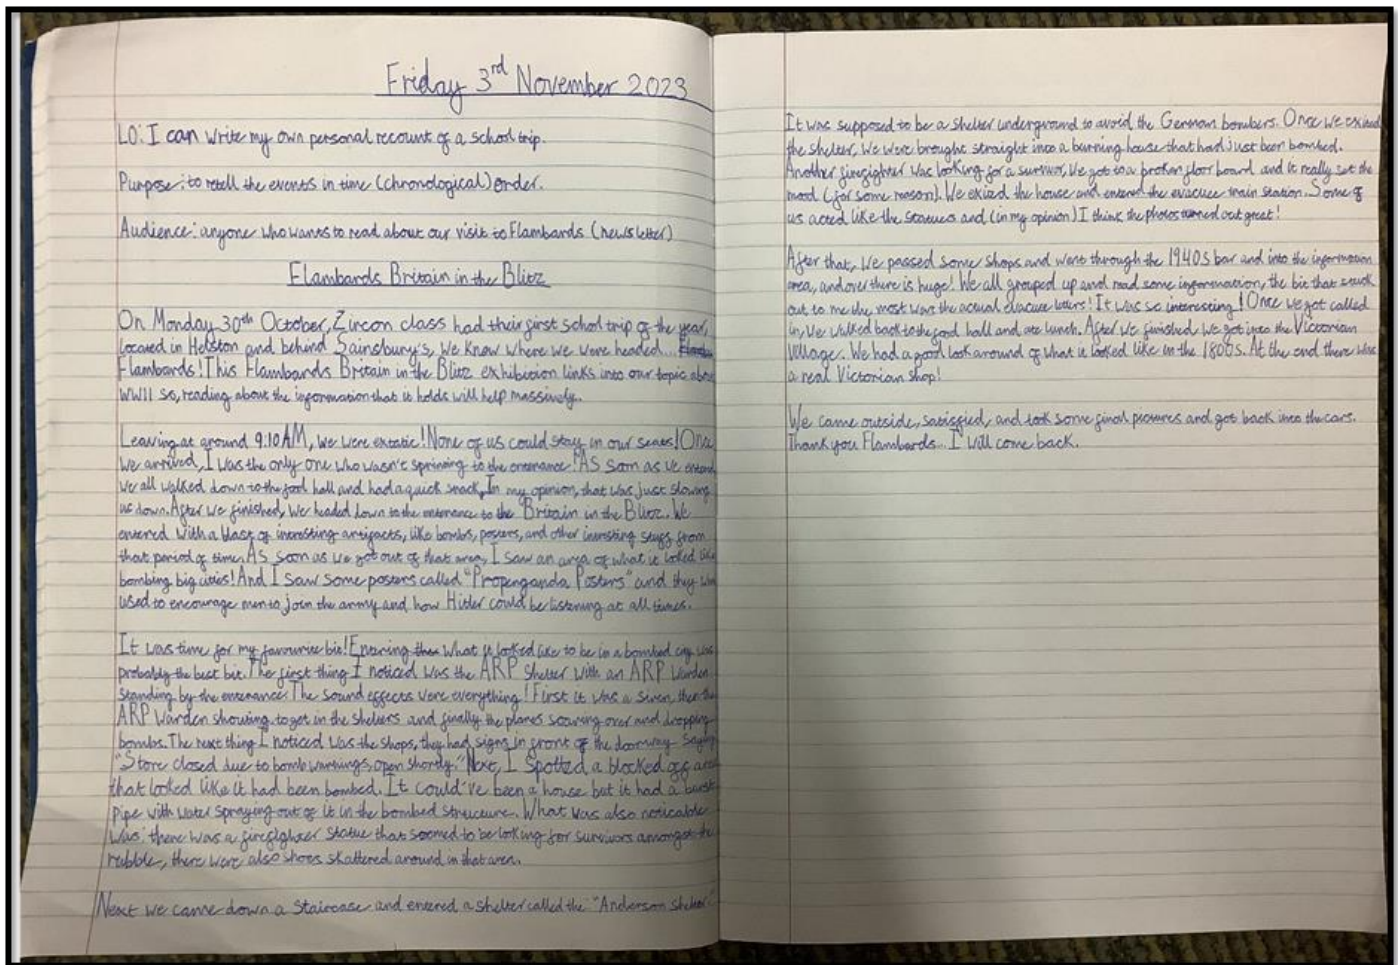 Friday 3rd November 2023
LO: I can write my own personal recount of a school trip.
Purpose: to retell the events in time (chronological) order.
Audience: anyone who wants to read about our visit to Flambards (newsletter)
Flambards Britain in the Blitz
On Monday 30th October, Zircon class had their first school trip of the year,
located in Helston and behind Sainsbury's, we know where we were headed...
Flambards! This Flambards Britain in the Blitz exhibition links into our topic about
WWII so, reading about the information that it holds will help massively.
Leaving at around 9:10AM, we were extatic! None of us could stay in our seats! Once
we arrived, I was the only one who wasn't sprinting to the enterance! As soon as we
we all walked down to the food hall and had a quick snack, In my opinion, that was just slowing
us down. After we finished, we headed down to the enterance to the "Britain in the Blitz. We
entered with a blast of intresting artifacts, like bombs, posters, and other intresting stuff from
that period of time. As soon as we got out of that area, I saw an area of what it looked like
bombing big cities! And I saw some posters called "Propenganda Posters" and they
used to encourage men to join the army and how Hitler could be listening at all times.
It was time for my favourite bit! Entering what it looked like to be in a bombed city was
probably the best bit. The first thing I noticed was the ARP Shelter with an ARP Warden
standing by the enterance. The sound effects were everything! First it was a siren, then the
ARP Warden shouting to get in the shelters and finally the planes soaring over and dropping
bombs. The next thing I noticed was the shops, they had signs in front of the doorway saying
"Store closed due to bomb warnings, open shortly." Next, I spotted a blocked off area
that looked like it had been bombed. It could've been a house but it had a burst
pipe with water spraying out of it in the bombed structure. What was also noticable
was: there was a firefighter statue that seemed to be looking for survivors amongst the
rubble, there were also shoes skattered around in that area.
Next we came down a staircase and entered a shelter called the "Anderson Shelter"
It was supposed to be a shelter underground to avoid the German bombers. Once we exited
the shelter, we were brought straight into a burning house that had just been bombed.
Another firefighter was looking for a survivor, we got to a broken floor board and it really set the
mood (for some reason). We exited the house and entered the evacuee train station. Some of
us acted like the statues and (in my opinion) I think the photos turned out great!
After that, we passed some shops and went through the 1940s bar and into the information
area, and over there is huge! We all grouped up and read some information, the bit that stuck
out to me the most was the actual evacuee letters! It was so interesting! Once we got called
in, we walked back to the food hall and ate lunch. After we finished we got into the Victorian
village. We had a good look around of what it looked like in the 1800s. At the end there was
a real Victorian shop!
We came outside, satisfied, and took some final pictures and got back into the cars.
Thank you Flambards... I will come back.